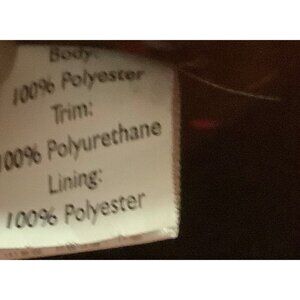 Body:
100% Polyester
Trim:
100% Polyurethane
Lining:
100% Polyester